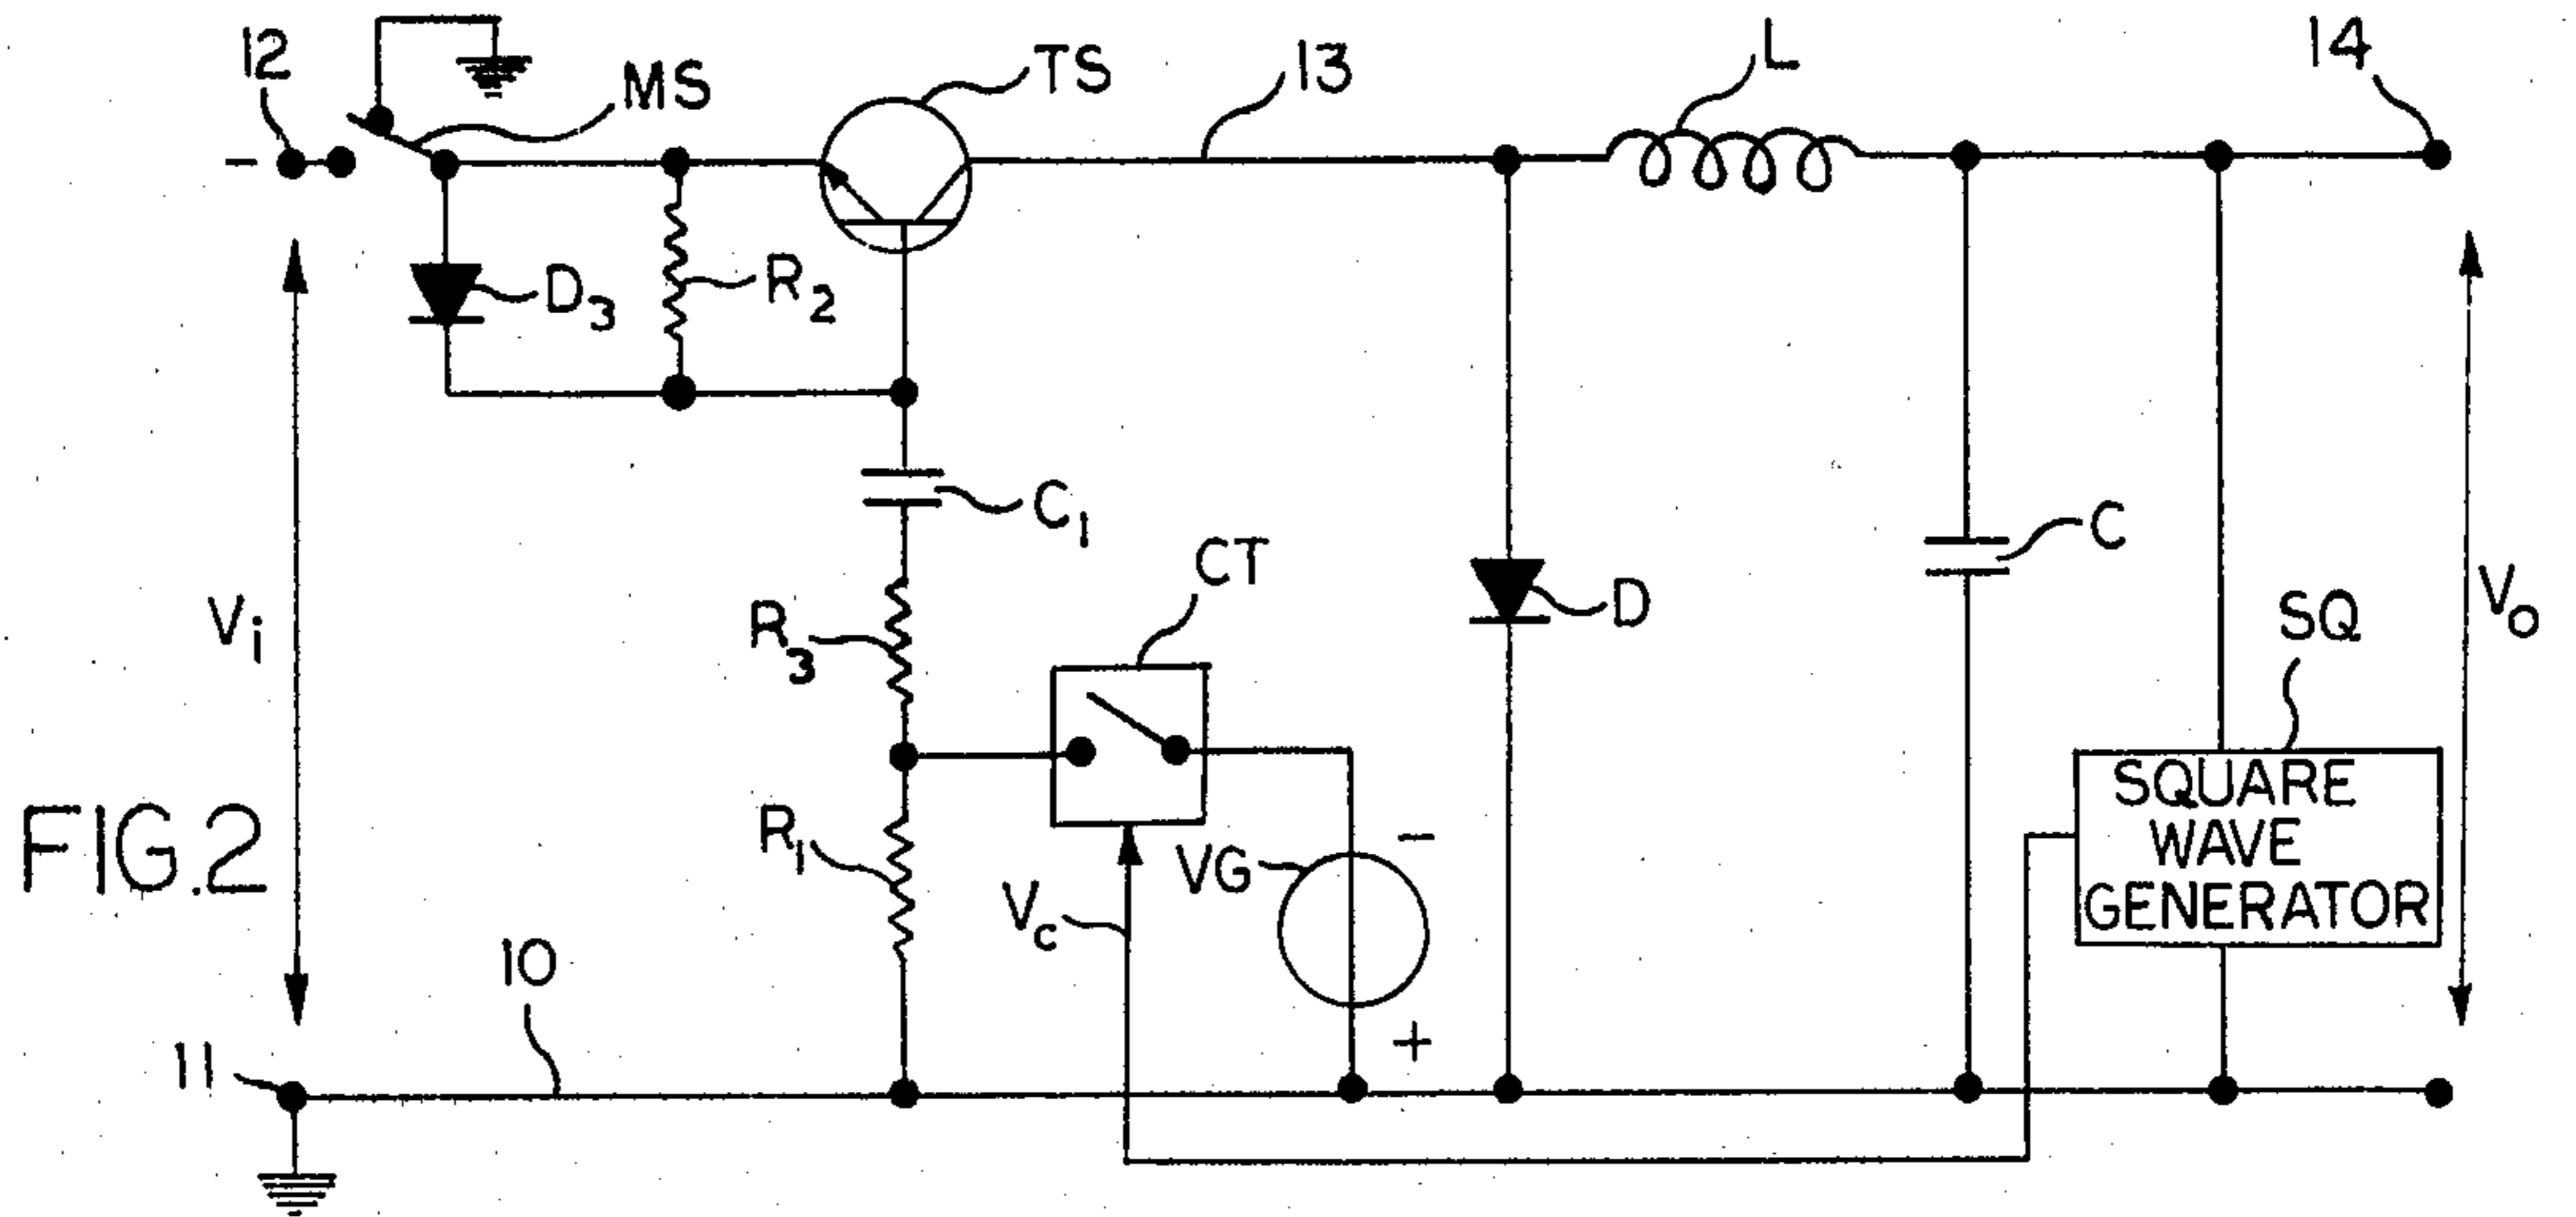 12
MS
TS
13
L
14
-
D3
R2
C1
CT
C
Vi
R3
D
SQ
Vo
SQUARE
WAVE
GENERATOR
FIG.2
R1
Vc
VG
-
+
10
11